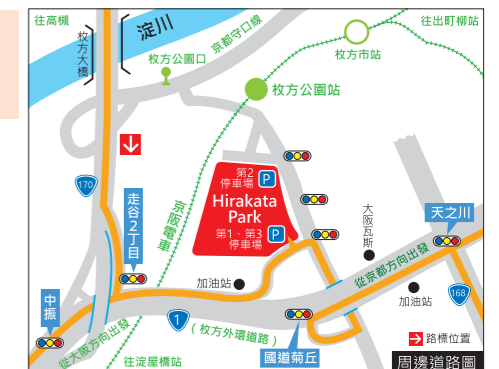 往高槻
淀川
枚方大橋
京都守口線
枚方公園口
往出町柳站
枚方市站
枚方公園站
170
第2
停車場 P
Hirakata
Park
第1、第3
停車場 P
走谷2丁目
京阪電車
大阪瓦斯
天之川
從京都方向出發
加油站
加油站
168
中振
1
(枚方外環道路)
國道菊丘
從大阪方向出發
往淀屋橋站
路標位置
周邊道路圖